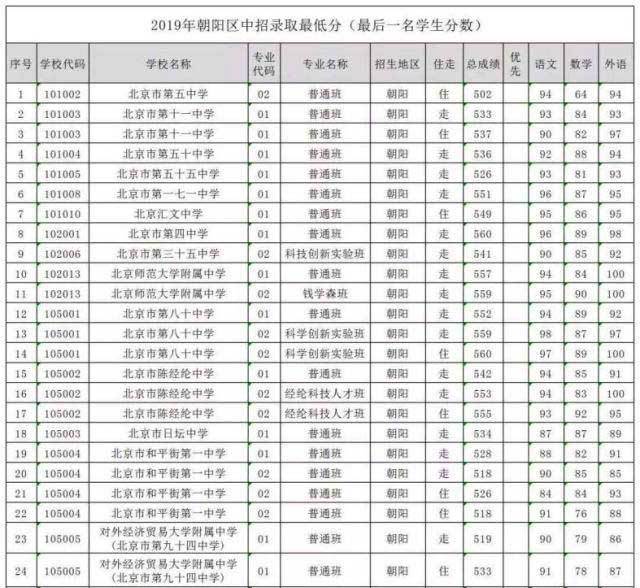 2019年朝阳区中招录取最低分（最后一名学生分数）
序号 学校代码 学校名称 专业代码 专业名称 招生地区 住走 总成绩 优先 语文 数学 外语
1 101002 北京市第五中学 02 普通班 朝阳 住 502 94 64 94
2 101003 北京市第十一中学 01 普通班 朝阳 走 533 93 84 93
3 101003 北京市第十一中学 01 普通班 朝阳 住 537 90 82 97
4 101004 北京市第五十中学 01 普通班 朝阳 走 536 92 88 94
5 101005 北京市第五十五中学 01 普通班 朝阳 走 526 93 81 93
6 101008 北京市第一七一中学 01 普通班 朝阳 走 551 96 87 95
7 101010 北京汇文中学 01 普通班 朝阳 住 549 95 86 95
8 102001 北京市第四中学 01 普通班 朝阳 走 560 96 89 98
9 102006 北京市第三十五中学 02 科技创新实验班 朝阳 走 541 90 85 92
10 102013 北京师范大学附属中学 01 普通班 朝阳 走 557 94 84 100
11 102013 北京师范大学附属中学 02 钱学森班 朝阳 走 559 95 90 100
12 105001 北京市第八十中学 01 普通班 朝阳 走 552 94 89 92
13 105001 北京市第八十中学 02 科学创新实验班 朝阳 走 559 98 87 97
14 105001 北京市第八十中学 02 科学创新实验班 朝阳 住 560 97 89 100
15 105002 北京市陈经纶中学 01 普通班 朝阳 走 542 94 85 91
16 105002 北京市陈经纶中学 02 经纶科技人才班 朝阳 走 553 94 83 100
17 105002 北京市陈经纶中学 02 经纶科技人才班 朝阳 住 555 93 92 95
18 105003 北京市日坛中学 01 普通班 朝阳 走 534 87 87 89
19 105004 北京市和平街第一中学 01 普通班 朝阳 走 528 88 82 91
20 105004 北京市和平街第一中学 02 普通班 朝阳 走 518 90 85 85
21 105004 北京市和平街第一中学 02 普通班 朝阳 住 526 84 84 93
22 105004 北京市和平街第一中学 02 普通班 朝阳 住 518 91 76 88
23 105005 对外经济贸易大学附属中学(北京市第九十四中学) 01 普通班 朝阳 走 519 90 79 86
24 105005 对外经济贸易大学附属中学(北京市第九十四中学) 01 普通班 朝阳 住 533 91 78 87